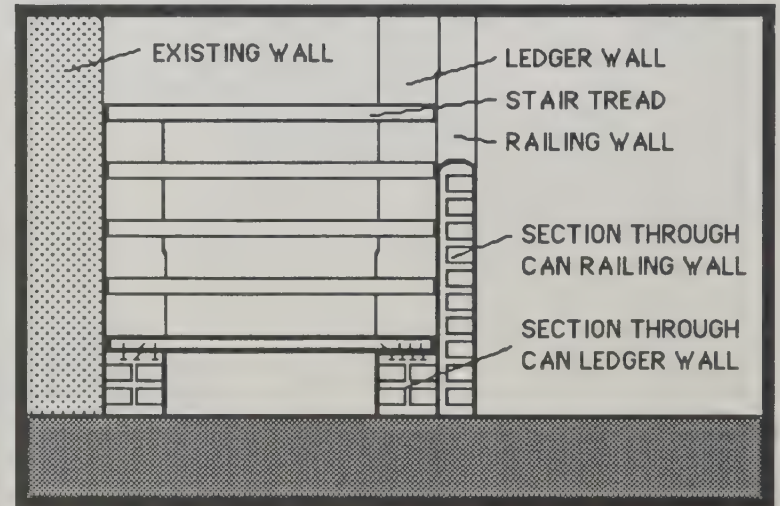 EXISTING WALL
LEDGER WALL
STAIR TREAD
RAILING WALL
SECTION THROUGH
CAN RAILING WALL
SECTION THROUGH
CAN LEDGER WALL